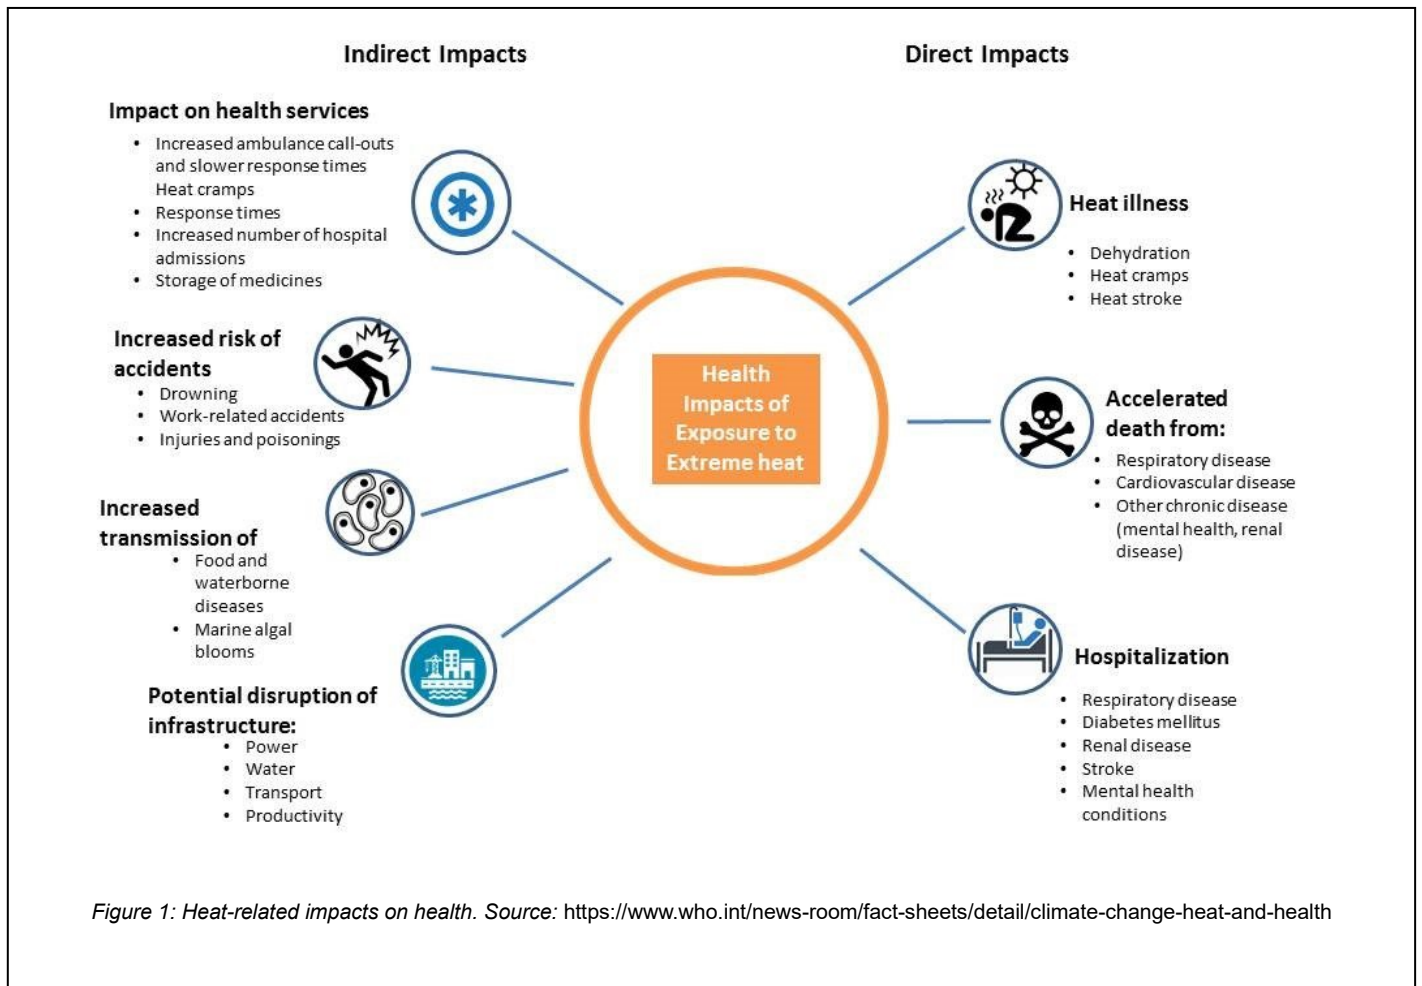 Indirect Impacts
Direct Impacts
Impact on health services
• Increased ambulance call-outs
and slower response times
Heat cramps
• Response times
• Increased number of hospital
admissions
• Storage of medicines
Increased risk of
accidents
• Drowning
• Work-related accidents
• Injuries and poisonings
Increased
transmission of
• Food and
waterborne
diseases
• Marine algal
blooms
Potential disruption of
infrastructure:
• Power
• Water
• Transport
• Productivity
Health
Impacts of
Exposure to
Extreme heat
Heat illness
• Dehydration
• Heat cramps
• Heat stroke
Accelerated
death from:
• Respiratory disease
• Cardiovascular disease
• Other chronic disease
(mental health, renal
disease)
Hospitalization
• Respiratory disease
• Diabetes mellitus
• Renal disease
• Stroke
• Mental health
conditions
Figure 1: Heat-related impacts on health. Source: https://www.who.int/news-room/fact-sheets/detail/climate-change-heat-and-health